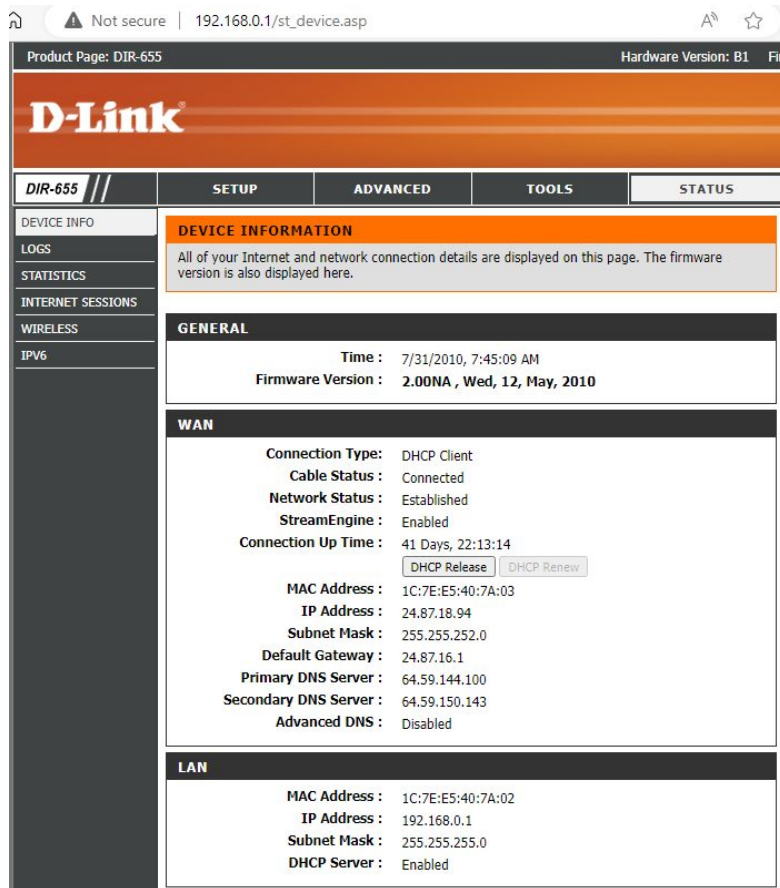 Not secure | 192.168.0.1/st_device.asp
Product Page: DIR-655 Hardware Version: B1 Fi
D-Link
DIR-655 // SETUP ADVANCED TOOLS STATUS
DEVICE INFO
LOGS
STATISTICS
INTERNET SESSIONS
WIRELESS
IPV6
DEVICE INFORMATION
All of your Internet and network connection details are displayed on this page. The firmware
version is also displayed here.
GENERAL
Time : 7/31/2010, 7:45:09 AM
Firmware Version : 2.00NA , Wed, 12, May, 2010
WAN
Connection Type: DHCP Client
Cable Status : Connected
Network Status : Established
StreamEngine : Enabled
Connection Up Time : 41 Days, 22:13:14
DHCP Release DHCP Renew
MAC Address : 1C:7E:E5:40:7A:03
IP Address : 24.87.18.94
Subnet Mask : 255.255.252.0
Default Gateway : 24.87.16.1
Primary DNS Server : 64.59.144.100
Secondary DNS Server : 64.59.150.143
Advanced DNS : Disabled
LAN
MAC Address : 1C:7E:E5:40:7A:02
IP Address : 192.168.0.1
Subnet Mask : 255.255.255.0
DHCP Server : Enabled